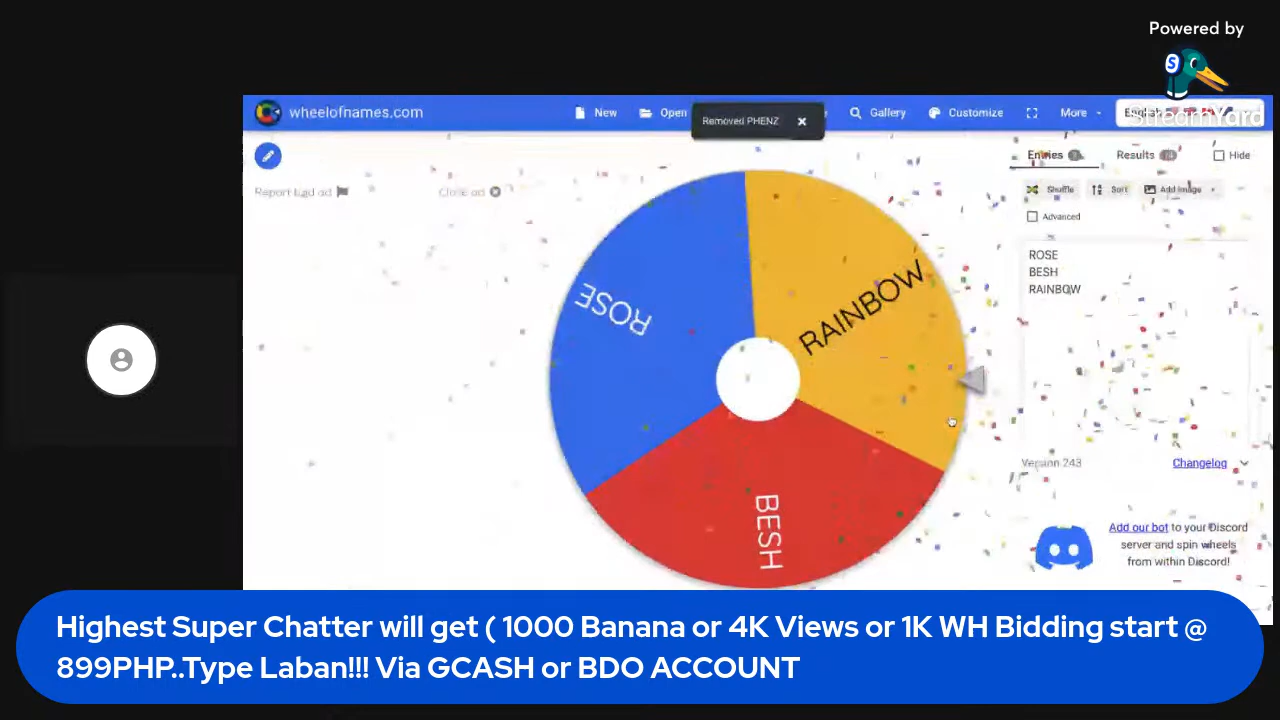 Powered by
StreamYard
wheelofnames.com
New
Open
Gallery
Customize
More
English
Removed PHENZ
Entries
Results
Hide
Report bad ad
Close ad
Shuffle
Sort
Add image
Advanced
ROSE
BESH
RAINBOW
ROSE
RAINBOW
BESH
Version 243
Changelog
Add our bot to your Discord
server and spin wheels
from within Discord!
Highest Super Chatter will get ( 1000 Banana or 4K Views or 1K WH Bidding start @
899PHP..Type Laban!!! Via GCASH or BDO ACCOUNT